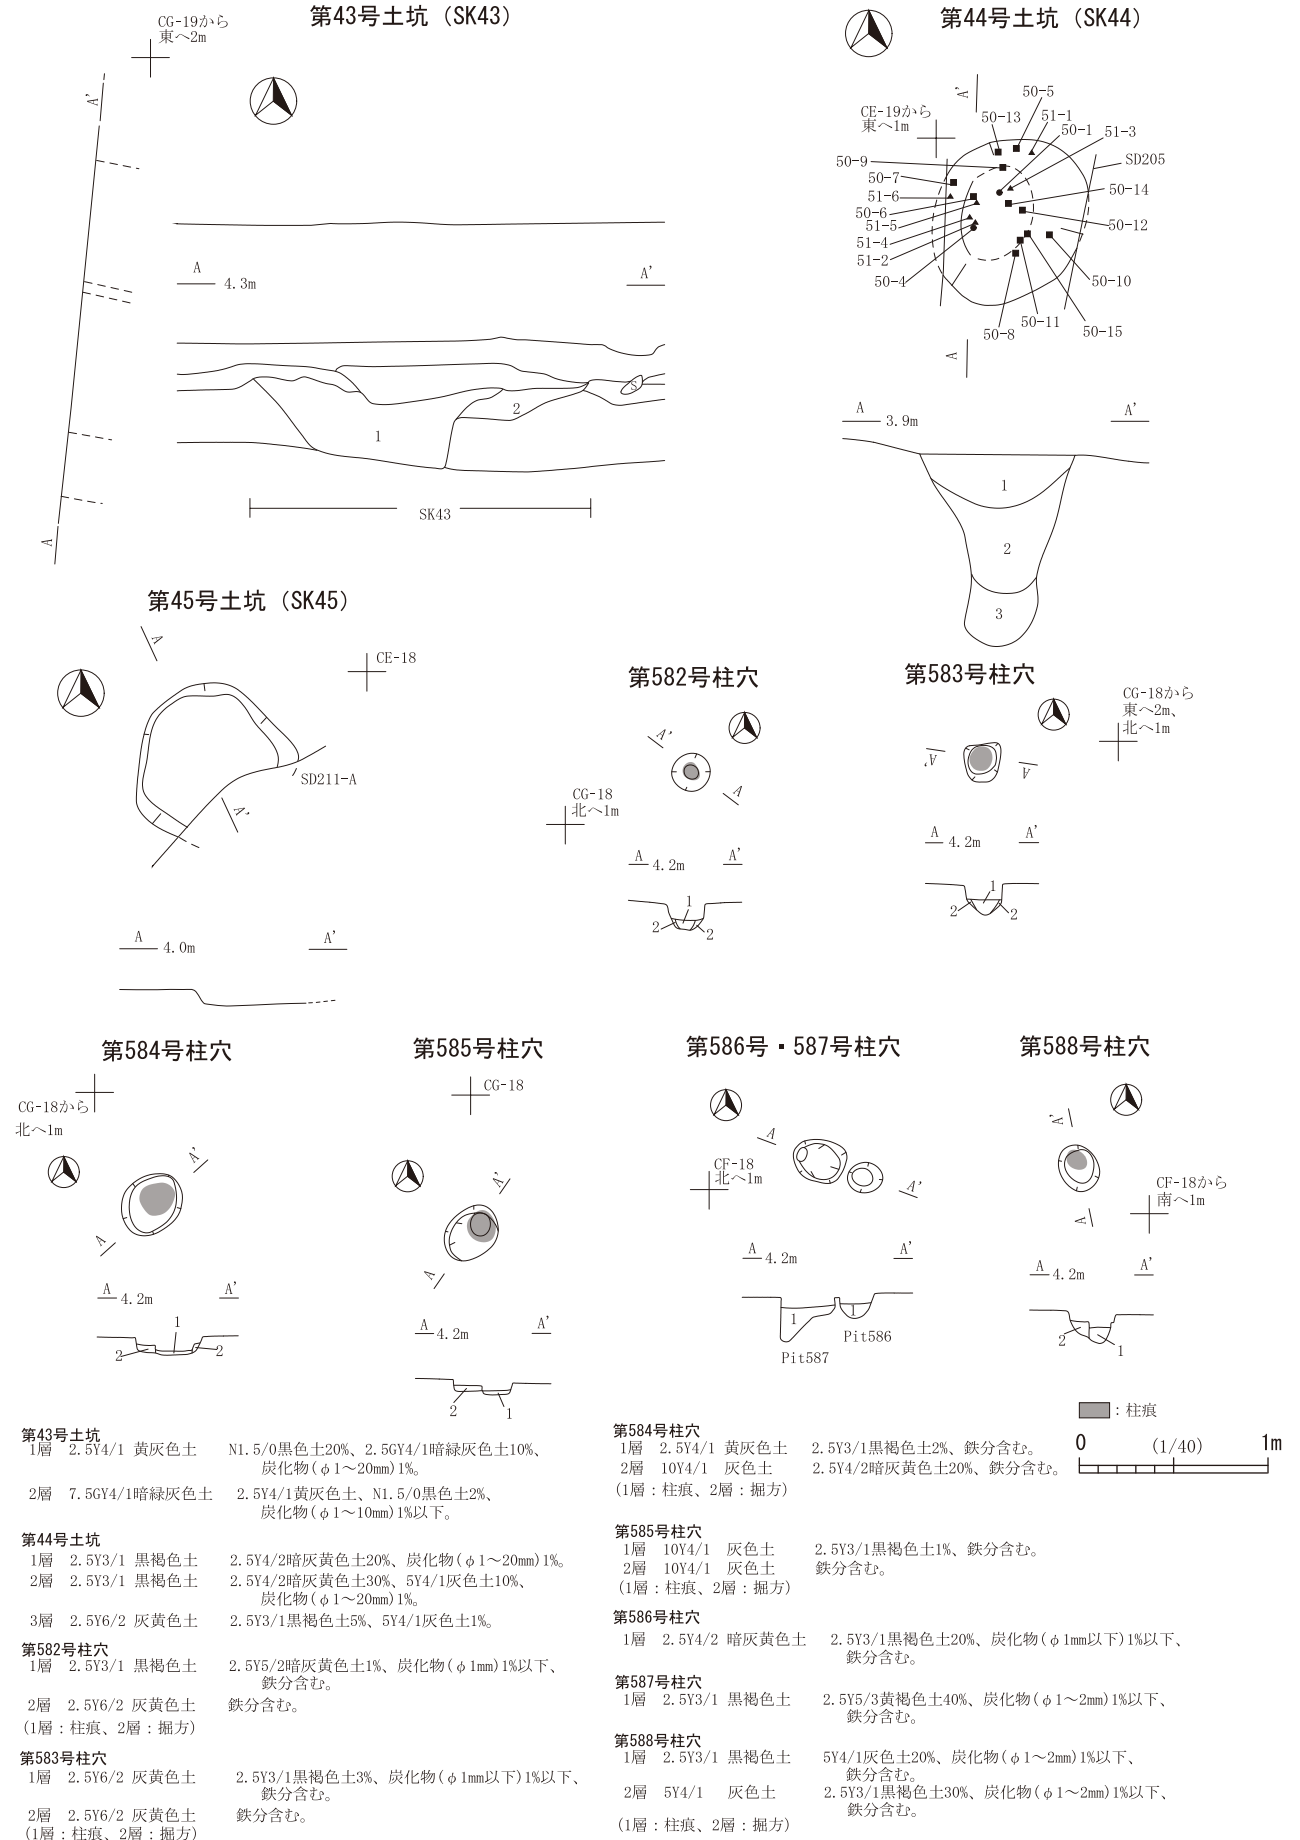 第43号土坑（SK43）
CG-19から
東へ2m
A'
A
A
4.3m
A'
S
1
2
SK43
第44号土坑（SK44）
A'
CE-19から
東へ1m
50-5
50-13
51-1
50-1
51-3
50-9
SD205
50-7
51-6
50-14
50-6
51-5
50-12
51-4
51-2
50-4
50-10
50-11
50-8
50-15
A
A
3.9m
A'
1
2
3
第45号土坑（SK45）
A
CE-18
SD211-A
A'
A
4.0m
A'
第582号柱穴
A'
A
CG-18
北へ1m
A
4.2m
A'
1
2
2
第583号柱穴
CG-18から
東へ2m、
北へ1m
A'
A
A
4.2m
A'
1
2
2
第584号柱穴
CG-18から
北へ1m
A'
A
A
4.2m
A'
1
2
2
第585号柱穴
CG-18
A'
A
A
4.2m
A'
2
1
第586号・587号柱穴
A
CF-18
北へ1m
A'
A
4.2m
A'
1
1
Pit586
Pit587
第588号柱穴
A'
CF-18から
南へ1m
A
A
4.2m
A'
2
1
：柱痕
0 (1/40) 1m
第43号土坑
1層 2.5Y4/1 黄灰色土 N1.5/0黒色土20%、2.5GY4/1暗緑灰色土10%、
炭化物(φ1～20mm)1%。
2層 7.5GY4/1暗緑灰色土 2.5Y4/1黄灰色土、N1.5/0黒色土2%、
炭化物(φ1～10mm)1%以下。
第44号土坑
1層 2.5Y3/1 黒褐色土 2.5Y4/2暗灰黄色土20%、炭化物(φ1～20mm)1%。
2層 2.5Y3/1 黒褐色土 2.5Y4/2暗灰黄色土30%、5Y4/1灰色土10%、
炭化物(φ1～20mm)1%。
3層 2.5Y6/2 灰黄色土 2.5Y3/1黒褐色土5%、5Y4/1灰色土1%。
第582号柱穴
1層 2.5Y3/1 黒褐色土 2.5Y5/2暗灰黄色土1%、炭化物(φ1mm)1%以下、
鉄分含む。
2層 2.5Y6/2 灰黄色土 鉄分含む。
(1層：柱痕、2層：掘方)
第583号柱穴
1層 2.5Y6/2 灰黄色土 2.5Y3/1黒褐色土3%、炭化物(φ1mm以下)1%以下、
鉄分含む。
2層 2.5Y6/2 灰黄色土 鉄分含む。
(1層：柱痕、2層：掘方)
第584号柱穴
1層 2.5Y4/1 黄灰色土 2.5Y3/1黒褐色土2%、鉄分含む。
2層 10Y4/1 灰色土 2.5Y4/2暗灰黄色土20%、鉄分含む。
(1層：柱痕、2層：掘方)
第585号柱穴
1層 10Y4/1 灰色土 2.5Y3/1黒褐色土1%、鉄分含む。
2層 10Y4/1 灰色土 鉄分含む。
(1層：柱痕、2層：掘方)
第586号柱穴
1層 2.5Y4/2 暗灰黄色土 2.5Y3/1黒褐色土20%、炭化物(φ1mm以下)1%以下、
鉄分含む。
第587号柱穴
1層 2.5Y3/1 黒褐色土 2.5Y5/3黄褐色土40%、炭化物(φ1～2mm)1%以下、
鉄分含む。
第588号柱穴
1層 2.5Y3/1 黒褐色土 5Y4/1灰色土20%、炭化物(φ1～2mm)1%以下、
鉄分含む。
2層 5Y4/1 灰色土 2.5Y3/1黒褐色土30%、炭化物(φ1～2mm)1%以下、
鉄分含む。
(1層：柱痕、2層：掘方)